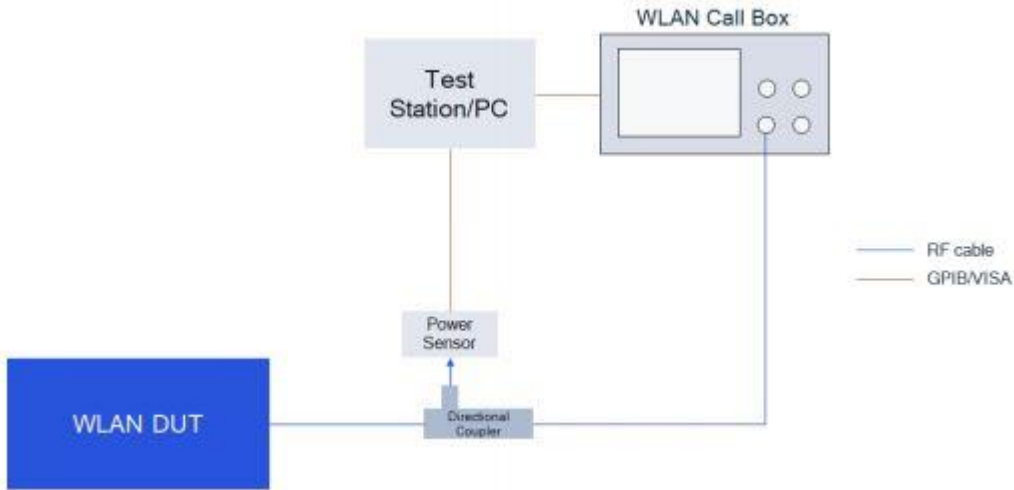 WLAN Call Box
Test
Station/PC
RF cable
GPIB/VISA
Power
Sensor
WLAN DUT
Directional
Coupler